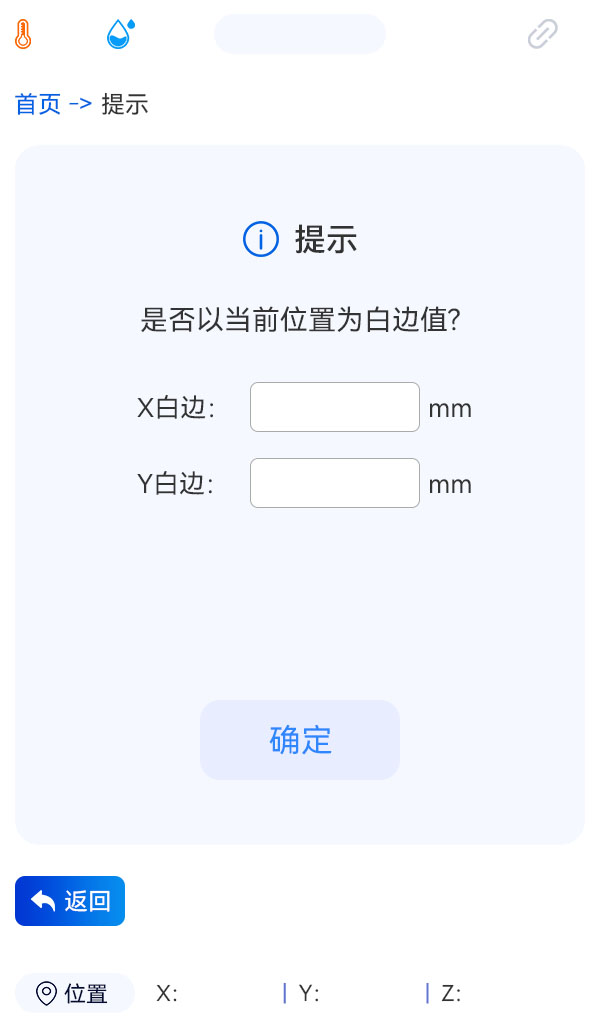 首页 -> 提示
提示
是否以当前位置为白边值?
X白边: mm
Y白边: mm
确定
返回
位置 X: | Y: | Z: